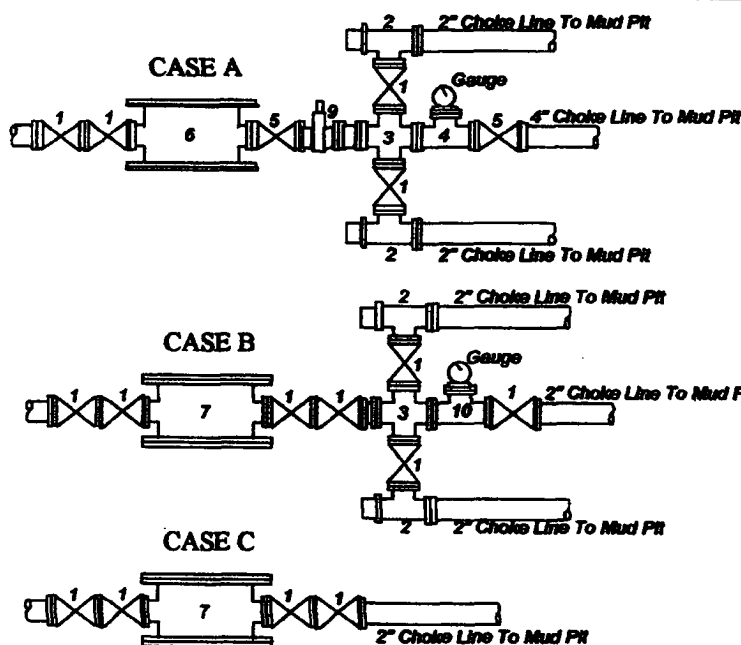 2 2" Choke Line To Mud Pit
CASE A
Gauge
1
1 1 6 5 9 3 4 5 4" Choke Line To Mud Pit
1
2 2" Choke Line To Mud Pit
2 2" Choke Line To Mud Pit
CASE B
Gauge
1
1 1 7 1 1 3 10 1 2" Choke Line To Mud P
1
2 2" Choke Line To Mud Pit
CASE C
1 1 7 1 1
2" Choke Line To Mud Pit